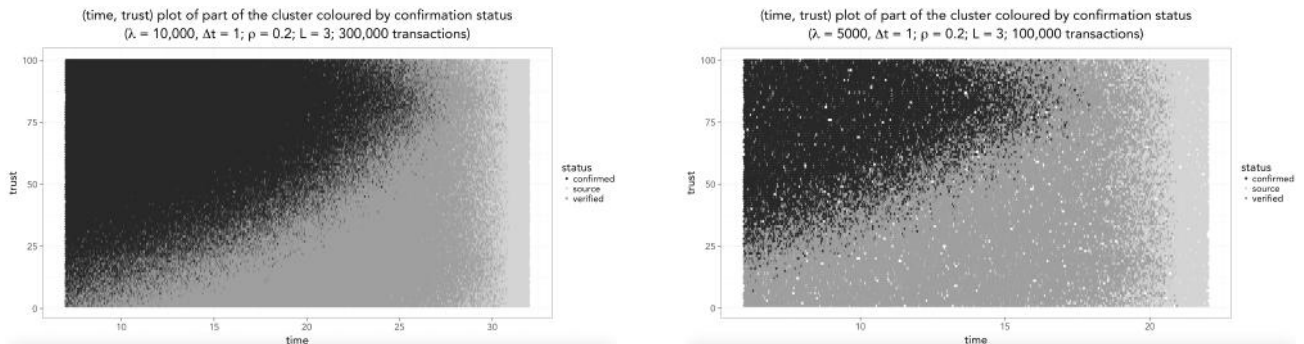 (time, trust) plot of part of the cluster coloured by confirmation status
(λ = 10,000, Δt = 1; ρ = 0.2; L = 3; 300,000 transactions)
100
75
50
25
0
trust
10
15
20
25
30
time
status
confirmed
source
verified
(time, trust) plot of part of the cluster coloured by confirmation status
(λ = 5000, Δt = 1; ρ = 0.2; L = 3; 100,000 transactions)
100
75
50
25
0
trust
10
15
20
time
status
confirmed
source
verified